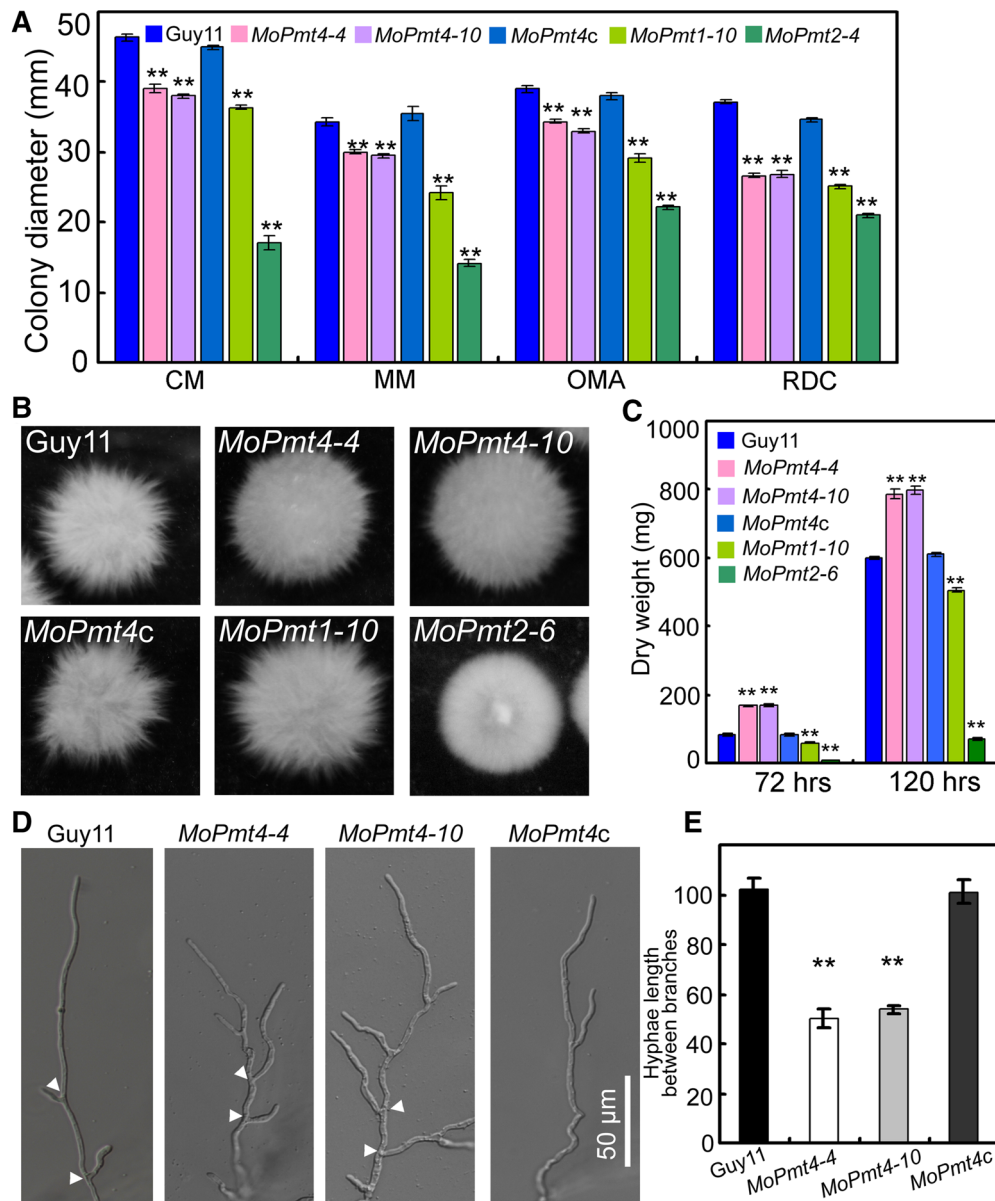 A
Colony diameter (mm)
50
40
30
20
10
0
Guy11 MoPmt4-4 MoPmt4-10 MoPmt4c MoPmt1-10 MoPmt2-4
** ** ** **
** ** ** **
** ** ** **
** ** ** **
CM MM OMA RDC
B
Guy11 MoPmt4-4 MoPmt4-10
MoPmt4c MoPmt1-10 MoPmt2-6
C
Dry weight (mg)
1000
800
600
400
200
0
Guy11
MoPmt4-4
MoPmt4-10
MoPmt4c
MoPmt1-10
MoPmt2-6
** ** ** **
** ** ** **
72 hrs 120 hrs
D
Guy11 MoPmt4-4 MoPmt4-10 MoPmt4c
50 µm
E
Hyphae length
between branches
100
80
60
40
20
0
** **
Guy11 MoPmt4-4 MoPmt4-10 MoPmt4c